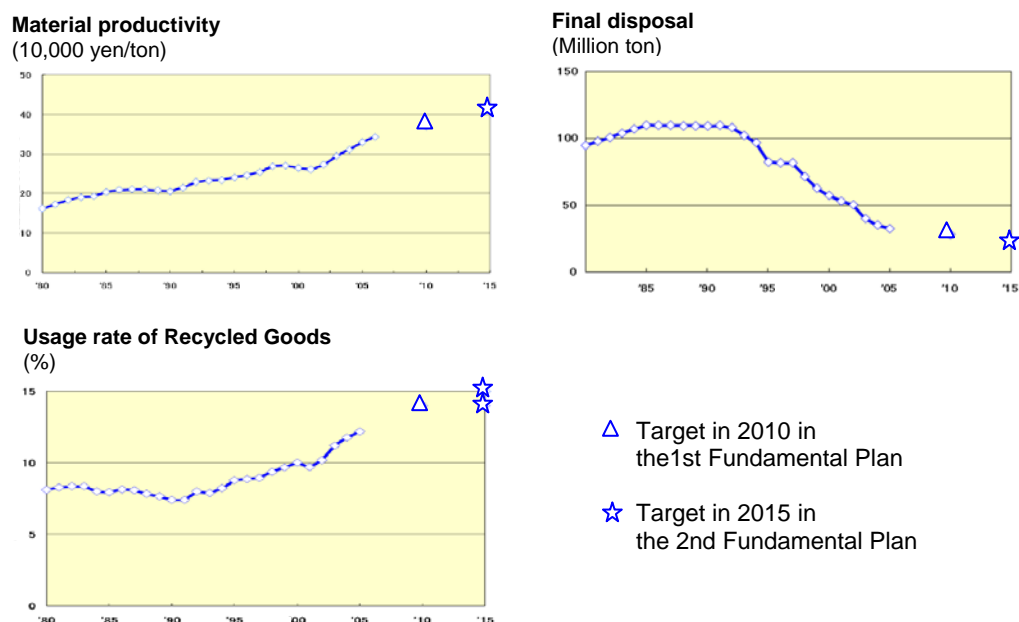 Material productivity
(10,000 yen/ton)
50
40
30
20
10
0
'80 '85 '90 '95 '00 '05 '10 '15
Final disposal
(Million ton)
150
100
50
0
'85 '90 '95 '00 '05 '10 '15
Usage rate of Recycled Goods
(%)
15
10
5
0
'80 '85 '90 '95 '00 '05 '10 '15
Target in 2010 in
the1st Fundamental Plan
Target in 2015 in
the 2nd Fundamental Plan